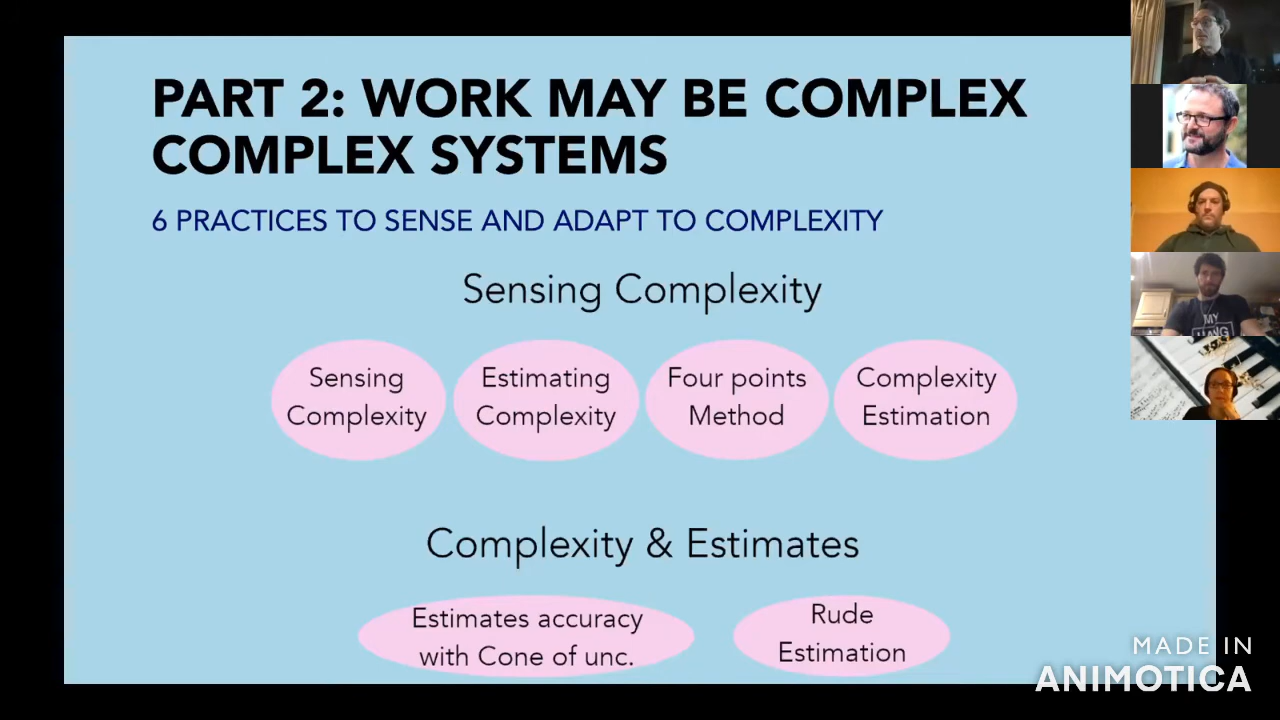 PART 2: WORK MAY BE COMPLEX
COMPLEX SYSTEMS
6 PRACTICES TO SENSE AND ADAPT TO COMPLEXITY
Sensing Complexity
Sensing
Complexity
Estimating
Complexity
Four points
Method
Complexity
Estimation
Complexity & Estimates
Estimates accuracy
with Cone of unc.
Rude
Estimation
MY
MADE IN
ANIMOTICA